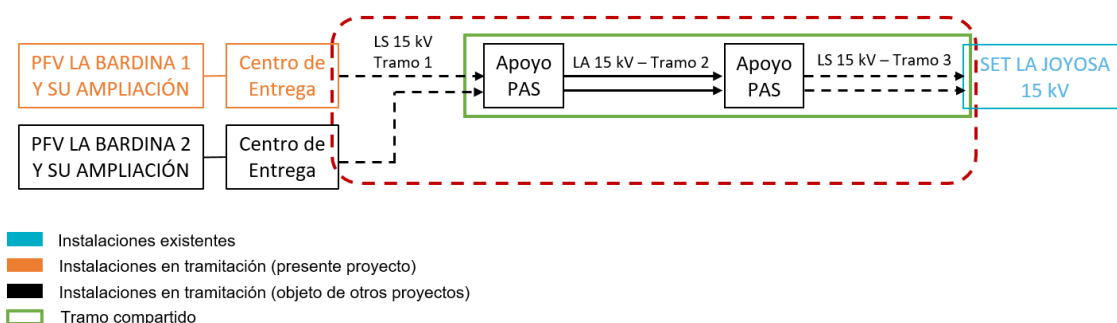 LS 15 kV
Tramo 1
PFV LA BARDINA 1
Y SU AMPLIACIÓN
Centro de
Entrega
Apoyo
PAS
LA 15 kV – Tramo 2
Apoyo
PAS
LS 15 kV – Tramo 3
SET LA JOYOSA
15 kV
PFV LA BARDINA 2
Y SU AMPLIACIÓN
Centro de
Entrega
Instalaciones existentes
Instalaciones en tramitación (presente proyecto)
Instalaciones en tramitación (objeto de otros proyectos)
Tramo compartido